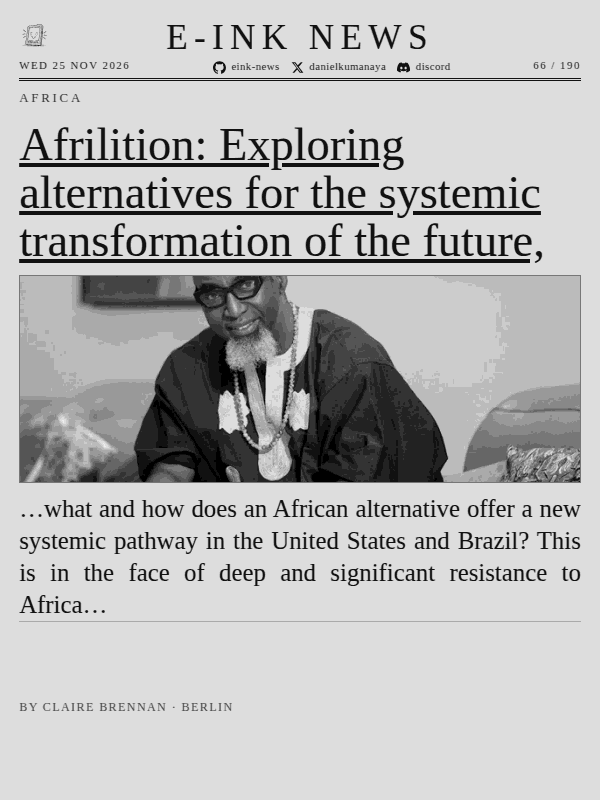 E-INK NEWS
WED 25 NOV 2026
eink-news
danielkumanaya
discord
66 / 190
AFRICA
Afrilition: Exploring
alternatives for the systemic
transformation of the future,
…what and how does an African alternative offer a new
systemic pathway in the United States and Brazil? This
is in the face of deep and significant resistance to
Africa…
BY CLAIRE BRENNAN · BERLIN